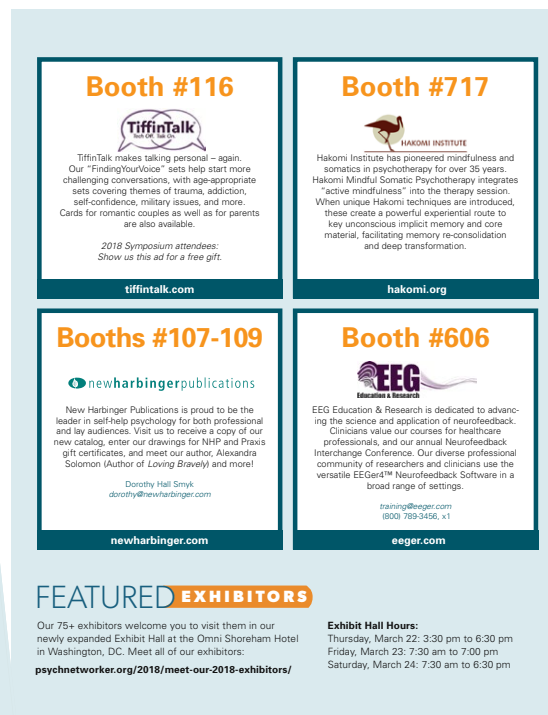 Booth #116
TiffinTalk
Tech Off. Talk On.
TiffinTalk makes talking personal – again.
Our "FindingYourVoice" sets help start more
challenging conversations, with age-appropriate
sets covering themes of trauma, addiction,
self-confidence, military issues, and more.
Cards for romantic couples as well as for parents
are also available.
2018 Symposium attendees:
Show us this ad for a free gift.
tiffintalk.com
Booth #717
HAKOMI INSTITUTE
Hakomi Institute has pioneered mindfulness and
somatics in psychotherapy for over 35 years.
Hakomi Mindful Somatic Psychotherapy integrates
"active mindfulness" into the therapy session.
When unique Hakomi techniques are introduced,
these create a powerful experiential route to
key unconscious implicit memory and core
material, facilitating memory re-consolidation
and deep transformation.
hakomi.org
Booths #107-109
newharbingerpublications
New Harbinger Publications is proud to be the
leader in self-help psychology for both professional
and lay audiences. Visit us to receive a copy of our
new catalog, enter our drawings for NHP and Praxis
gift certificates, and meet our author, Alexandra
Solomon (Author of Loving Bravely) and more!
Dorothy Hall Smyk
dorothy@newharbinger.com
newharbinger.com
Booth #606
EEG
Education & Research
EEG Education & Research is dedicated to advanc-
ing the science and application of neurofeedback.
Clinicians value our courses for healthcare
professionals, and our annual Neurofeedback
Interchange Conference. Our diverse professional
community of researchers and clinicians use the
versatile EEGer4™ Neurofeedback Software in a
broad range of settings.
training@eeger.com
(800) 789-3456, x1
eeger.com
FEATURED EXHIBITORS
Our 75+ exhibitors welcome you to visit them in our
newly expanded Exhibit Hall at the Omni Shoreham Hotel
in Washington, DC. Meet all of our exhibitors:
psychnetworker.org/2018/meet-our-2018-exhibitors/
Exhibit Hall Hours:
Thursday, March 22: 3:30 pm to 6:30 pm
Friday, March 23: 7:30 am to 7:00 pm
Saturday, March 24: 7:30 am to 6:30 pm